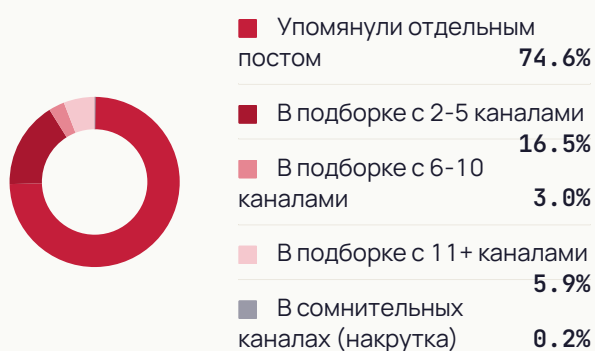 Упомянули отдельным
постом 74.6%
В подборке с 2-5 каналами
16.5%
В подборке с 6-10
каналами 3.0%
В подборке с 11+ каналами
5.9%
В сомнительных
каналах (накрутка) 0.2%